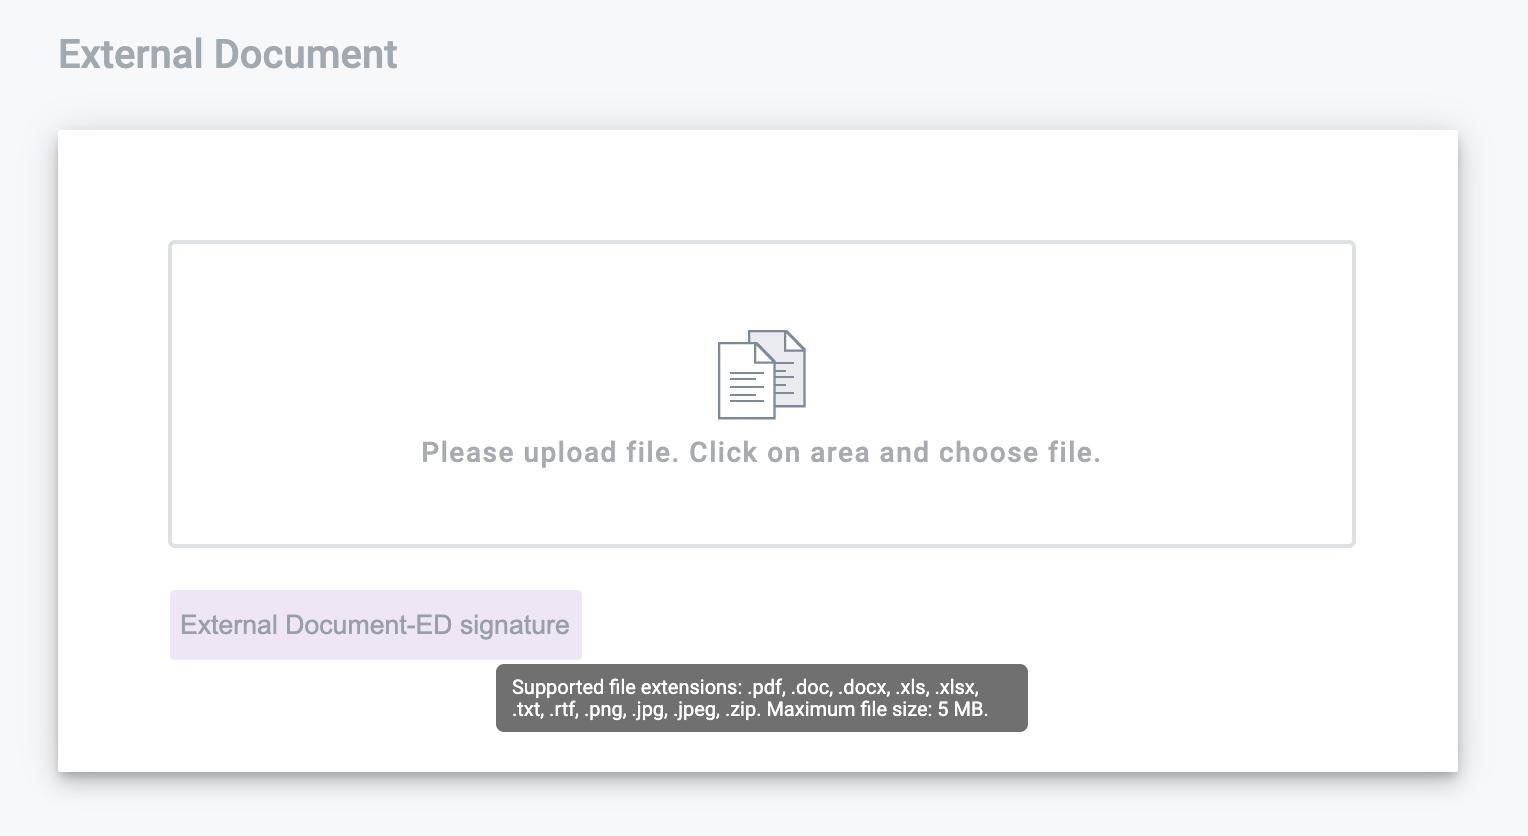 External Document
Please upload file. Click on area and choose file.
External Document-ED signature
Supported file extensions: .pdf, .doc, .docx, .xls, .xlsx,
.txt, .rtf, .png, .jpg, .jpeg, .zip. Maximum file size: 5 MB.